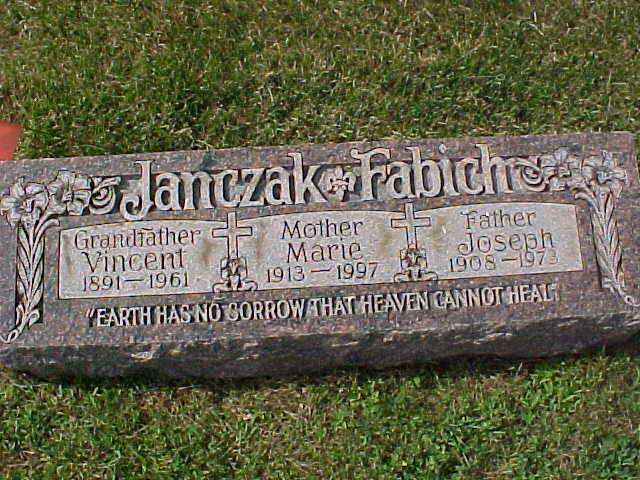 Janczak Fabich
Grandfather
Vincent
1891–1961
Mother
Marie
1913–1997
Father
Joseph
1908–1973
"EARTH HAS NO SORROW THAT HEAVEN CANNOT HEAL"